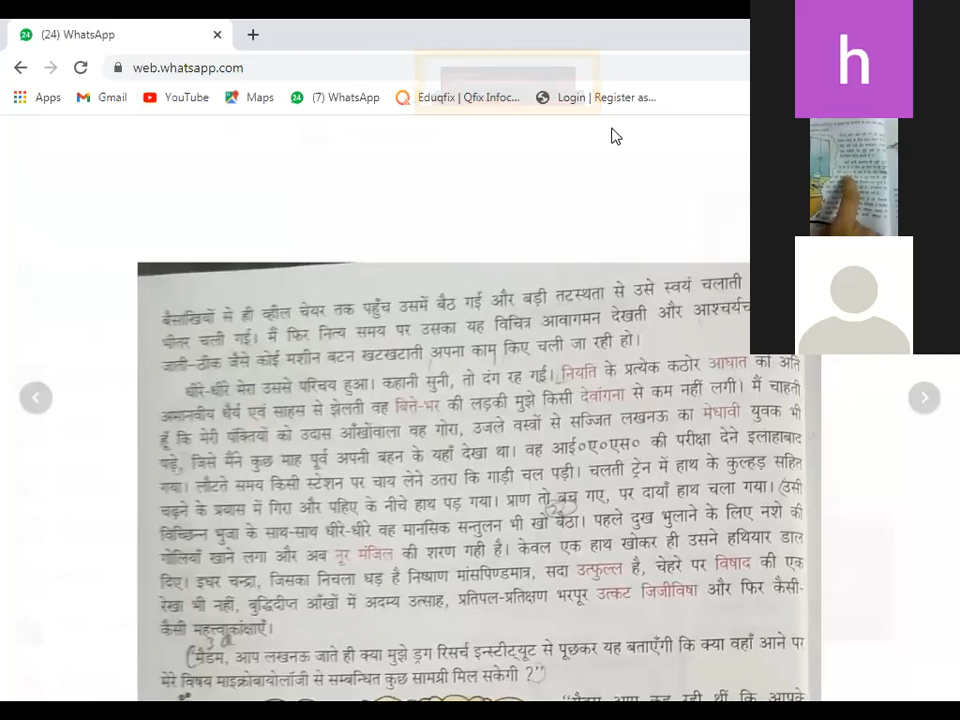 (24) WhatsApp
web.whatsapp.com
Apps Gmail YouTube Maps (7) WhatsApp Eduqfix | Qfix Infoc... Login | Register as...
h
बैसाखियों से ही व्हील चेयर तक पहुँच उसमें बैठ गई और बड़ी तटस्थता से उसे स्वयं चलाती
भीतर चली गई। मैं फिर नित्य समय पर उसका यह विचित्र आवागमन देखती और
जाती-ठीक जैसे कोई मशीन बटन खटखटाती अपना काम किए चली जा रही हो।
धीरे-धीरे मेरा उससे परिचय हुआ। कहानी सुनी, तो दंग रह गई। नियति के प्रत्येक कठोर आघात को अति
अमानवीय धैर्य एवं साहस से झेलती वह बित्ते-भर की लड़की मुझे किसी देवांगना से कम नहीं लगी। मैं चाहती
हूँ कि मेरी पंक्तियों को उदास आँखोंवाला वह गोरा, उजले वस्त्रों से सज्जित लखनऊ का मेधावी युवक भी
पढ़े, जिसे मैंने कुछ माह पूर्व अपनी बहन के यहाँ देखा था। वह आई०ए०एस० की परीक्षा देने इलाहाबाद
गया। लौटते समय किसी स्टेशन पर चाय लेने उतरा कि गाड़ी चल पड़ी। चलती ट्रेन में हाथ के कुल्हड़ सहित
चढ़ने के प्रयास में गिरा और पहिए के नीचे हाथ पड़ गया। प्राण तो बच गए, पर दायाँ हाथ चला गया। (उसी
विच्छिन्न भुजा के साथ-साथ धीरे-धीरे वह मानसिक सन्तुलन भी खो बैठा। पहले दुख भुलाने के लिए नशे की
गोलियाँ खाने लगा और अब नूर मंजिल की शरण गही है। केवल एक हाथ खोकर ही उसने हथियार डाल
दिए। इधर चन्द्रा, जिसका निचला धड़ है निष्प्राण मांसपिण्डमात्र, सदा उत्फुल्ल है, चेहरे पर विषाद की एक
रेखा भी नहीं, बुद्धिदीप्त आँखों में अदम्य उत्साह, प्रतिपल-प्रतिक्षण भरपूर उत्कट जिजीविषा और फिर कैसी-
कैसी महत्वाकांक्षाएँ।
(“मैडम, आप लखनऊ जाते ही क्या मुझे ड्रग रिसर्च इन्स्टीट्यूट से पूछकर यह बताएँगी कि क्या वहाँ आने पर
मेरे विषय माइक्रोबायोलॉजी से सम्बन्धित कुछ सामग्री मिल सकेगी ?”)
“मैडम आप कह रही थीं कि आपके